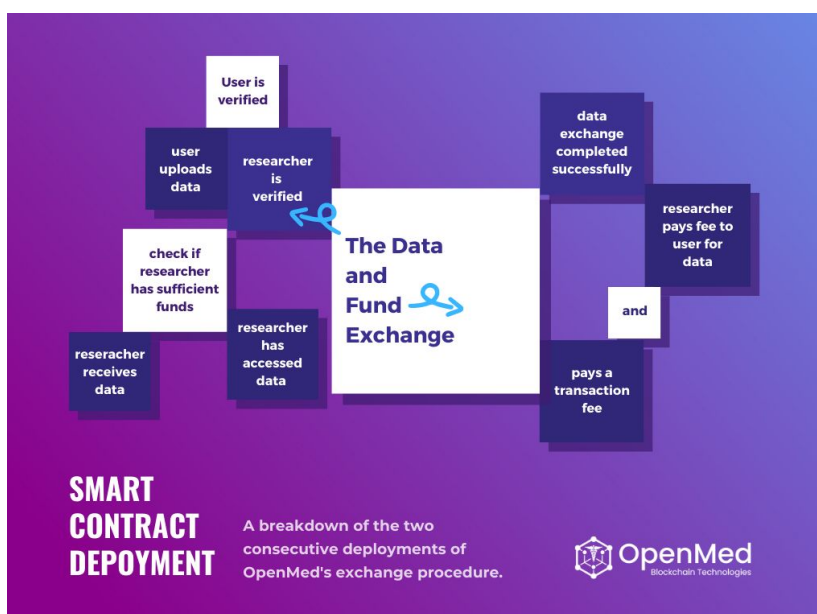 User is
verified
user
uploads
data
researcher
is
verified
check if
researcher
has sufficient
funds
reseracher
receives
data
researcher
has
accessed
data
The Data
and
Fund
Exchange
data
exchange
completed
successfully
researcher
pays fee to
user for
data
and
pays a
transaction
fee
SMART
CONTRACT
DEPOYMENT
A breakdown of the two
consecutive deployments of
OpenMed's exchange procedure.
OpenMed
Blockchain Technologies